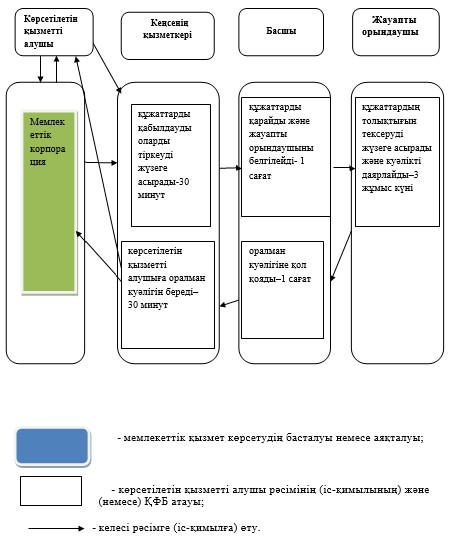 Көрсетілетін
қызметті
алушы
Кеңсенің
қызметкері
Басшы
Жауапты
орындаушы
Мемлек
еттік
корпора
ция
құжаттарды
қабылдауды
оларды
тіркеуді
жүзеге
асырады-30
минут
құжаттарды
қарайды және
жауапты
орындаушыны
белгілейді- 1
сағат
құжаттардың
толықтығын
тексеруді
жүзеге асырады
және куәлікті
даярлайды–3
жұмыс күні
көрсетілетін
қызметті
алушыға оралман
куәлігін береді–
30 минут
оралман
куәлігіне қол
қояды–1 сағат
- мемлекеттік қызмет көрсетудің басталуы немесе аяқталуы;
- көрсетілетін қызметті алушы рәсімінің (іс-қимылының) және
(немесе) ҚФБ атауы;
- келесі рәсімге (іс-қимылға) өту.